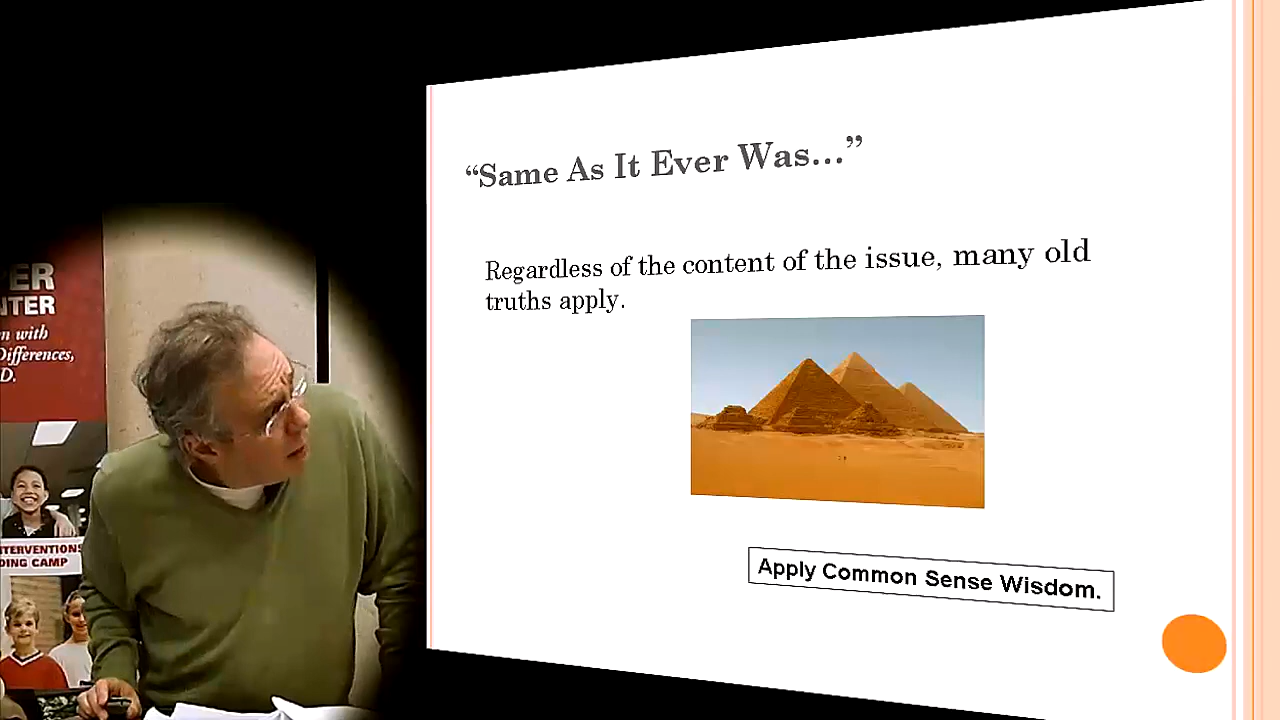 “Same As It Ever Was...”
Regardless of the content of the issue, many old
truths apply.
Apply Common Sense Wisdom.
ER
NTER
n with
Differences,
D.
TERVENTIONS
DING CAMP